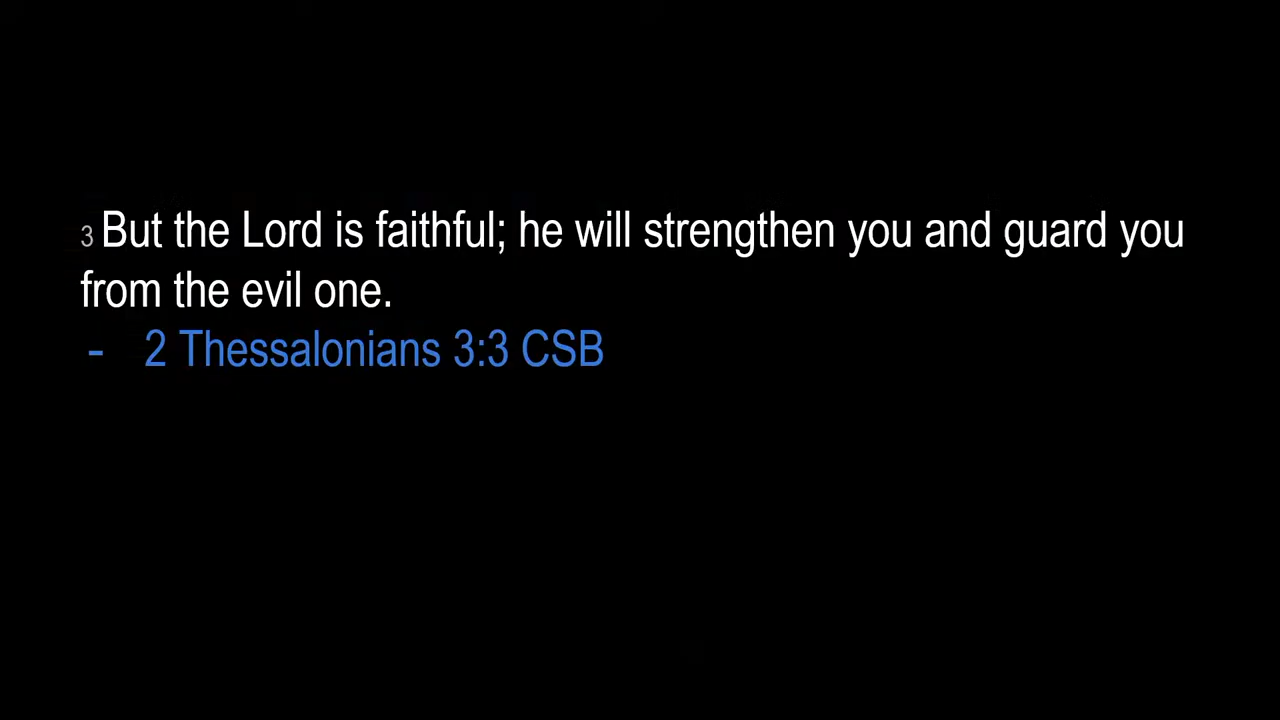 3 But the Lord is faithful; he will strengthen you and guard you
from the evil one.
- 2 Thessalonians 3:3 CSB